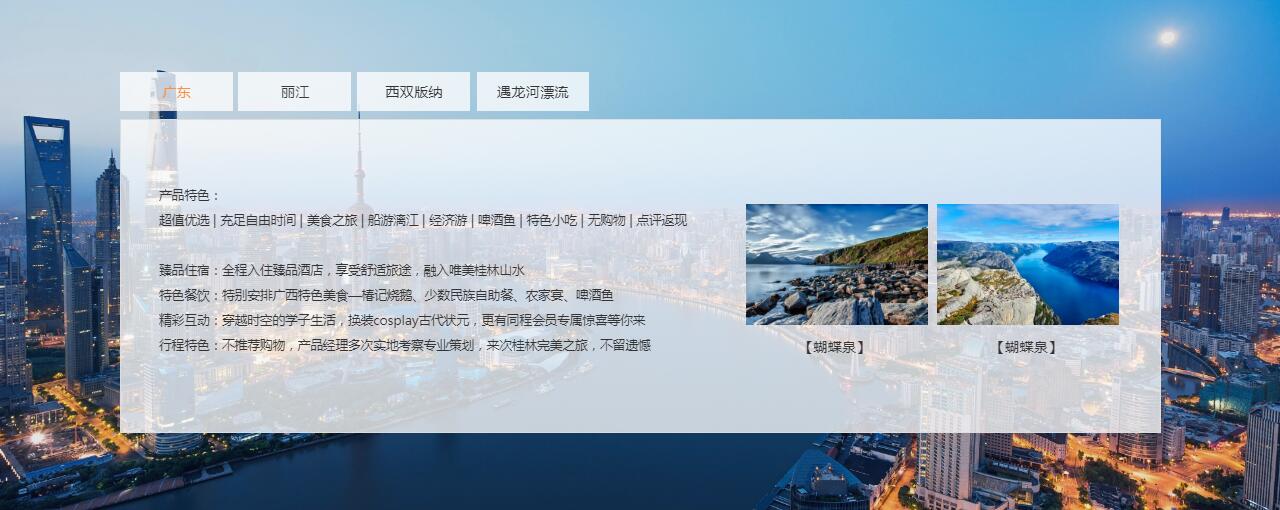 广东
丽江
西双版纳
遇龙河漂流
产品特色：
超值优选 | 充足自由时间 | 美食之旅 | 船游漓江 | 经济游 | 啤酒鱼 | 特色小吃 | 无购物 | 点评返现
臻品住宿：全程入住臻品酒店，享受舒适旅途，融入唯美桂林山水
特色餐饮：特别安排广西特色美食—椿记烧鹅、少数民族自助餐、农家宴、啤酒鱼
精彩互动：穿越时空的学子生活，换装cosplay古代状元，更有同程会员专属惊喜等你来
行程特色：不推荐购物，产品经理多次实地考察专业策划，来次桂林完美之旅，不留遗憾
【蝴蝶泉】
【蝴蝶泉】